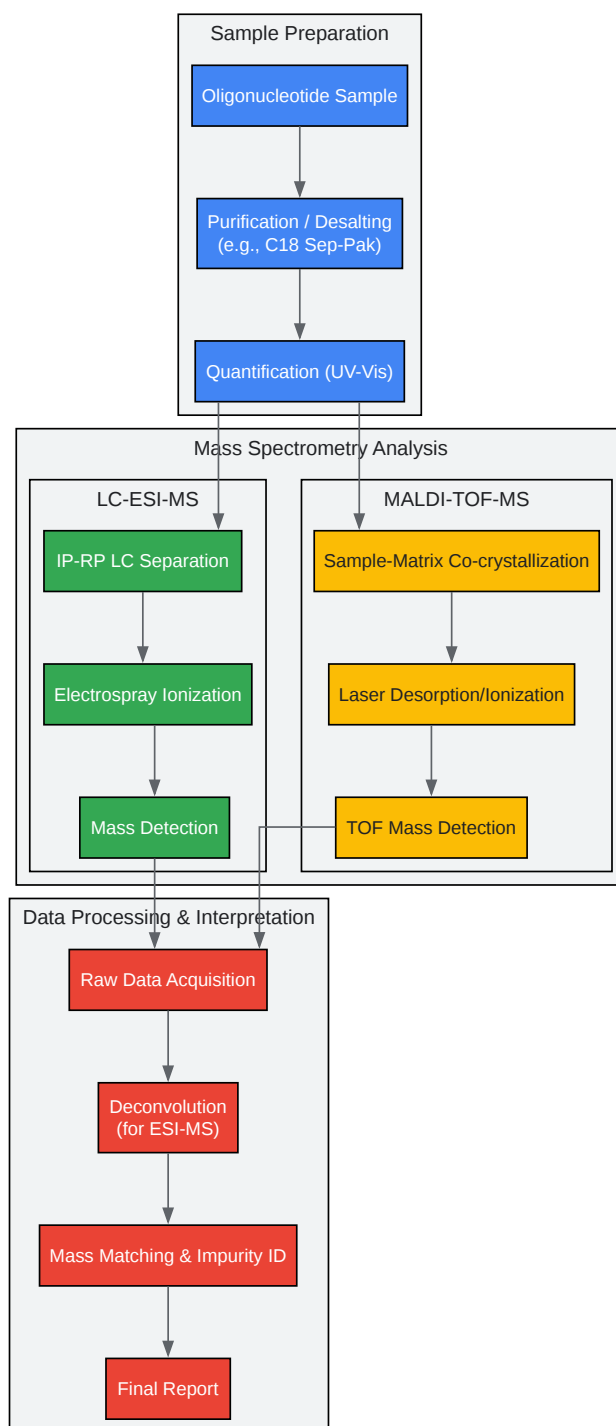 Sample Preparation
Oligonucleotide Sample
Purification / Desalting
(e.g., C18 Sep-Pak)
Quantification (UV-Vis)
Mass Spectrometry Analysis
LC-ESI-MS
IP-RP LC Separation
Electrospray Ionization
Mass Detection
MALDI-TOF-MS
Sample-Matrix Co-crystallization
Laser Desorption/Ionization
TOF Mass Detection
Data Processing & Interpretation
Raw Data Acquisition
Deconvolution
(for ESI-MS)
Mass Matching & Impurity ID
Final Report